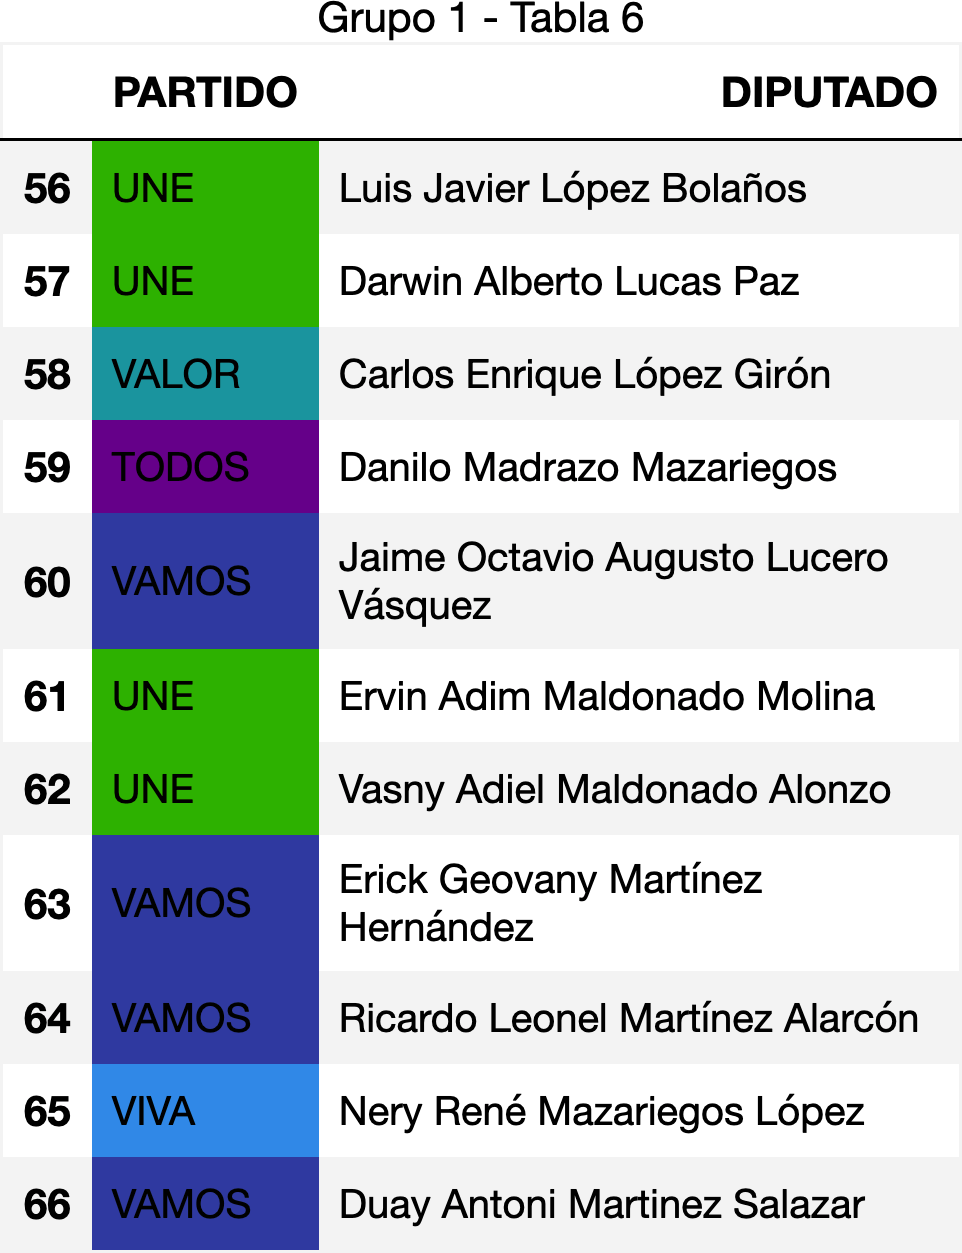 Grupo 1 - Tabla 6
PARTIDO DIPUTADO
56 UNE Luis Javier López Bolaños
57 UNE Darwin Alberto Lucas Paz
58 VALOR Carlos Enrique López Girón
59 TODOS Danilo Madrazo Mazariegos
60 VAMOS Jaime Octavio Augusto Lucero
Vásquez
61 UNE Ervin Adim Maldonado Molina
62 UNE Vasny Adiel Maldonado Alonzo
63 VAMOS Erick Geovany Martínez
Hernández
64 VAMOS Ricardo Leonel Martínez Alarcón
65 VIVA Nery René Mazariegos López
66 VAMOS Duay Antoni Martinez Salazar